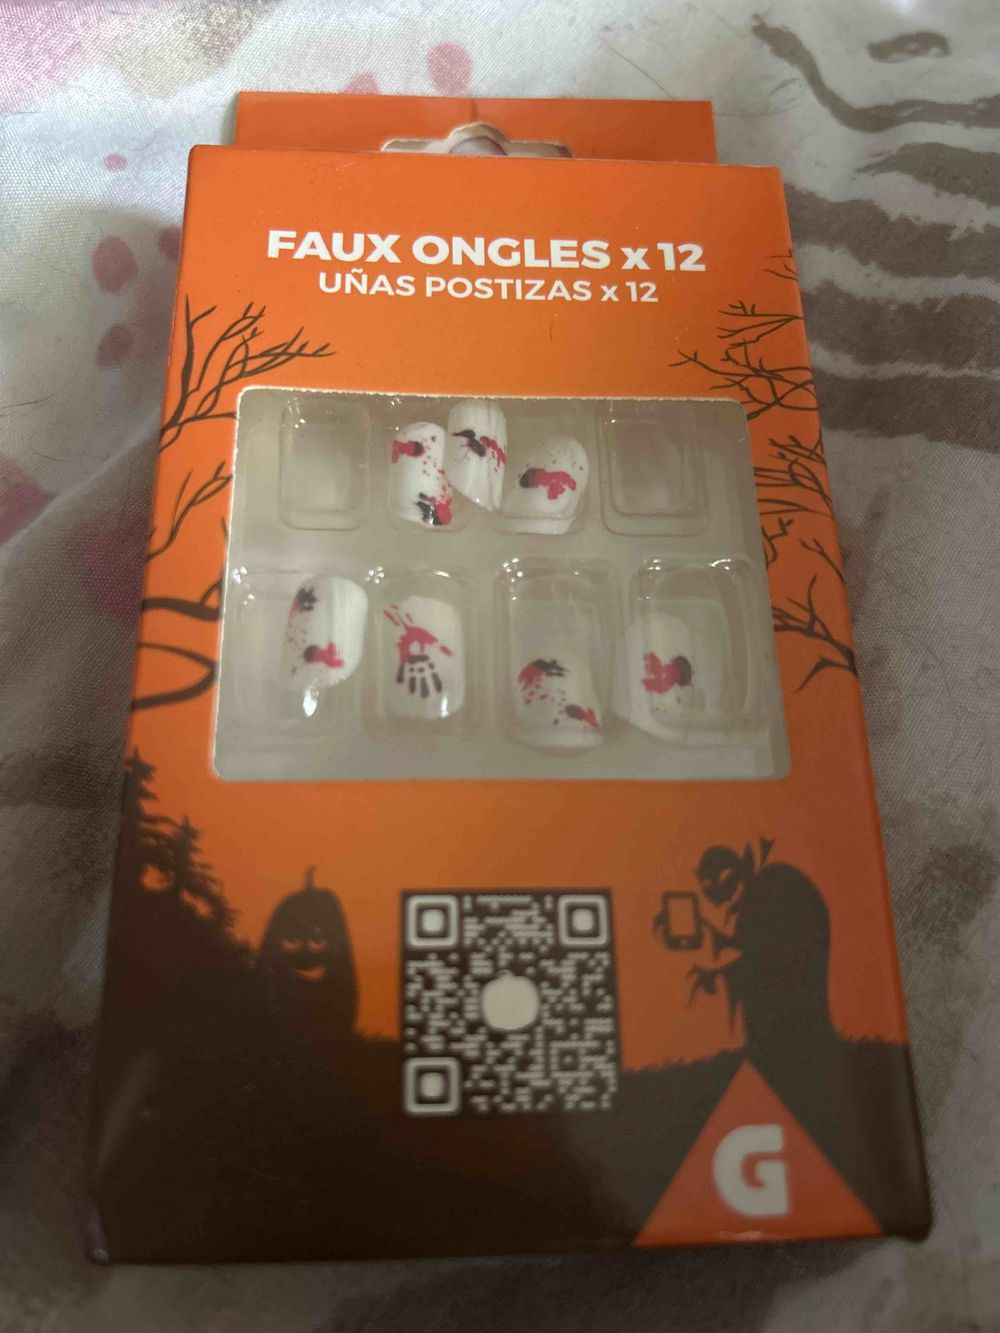 FAUX ONGLES x 12
UÑAS POSTIZAS x 12
G